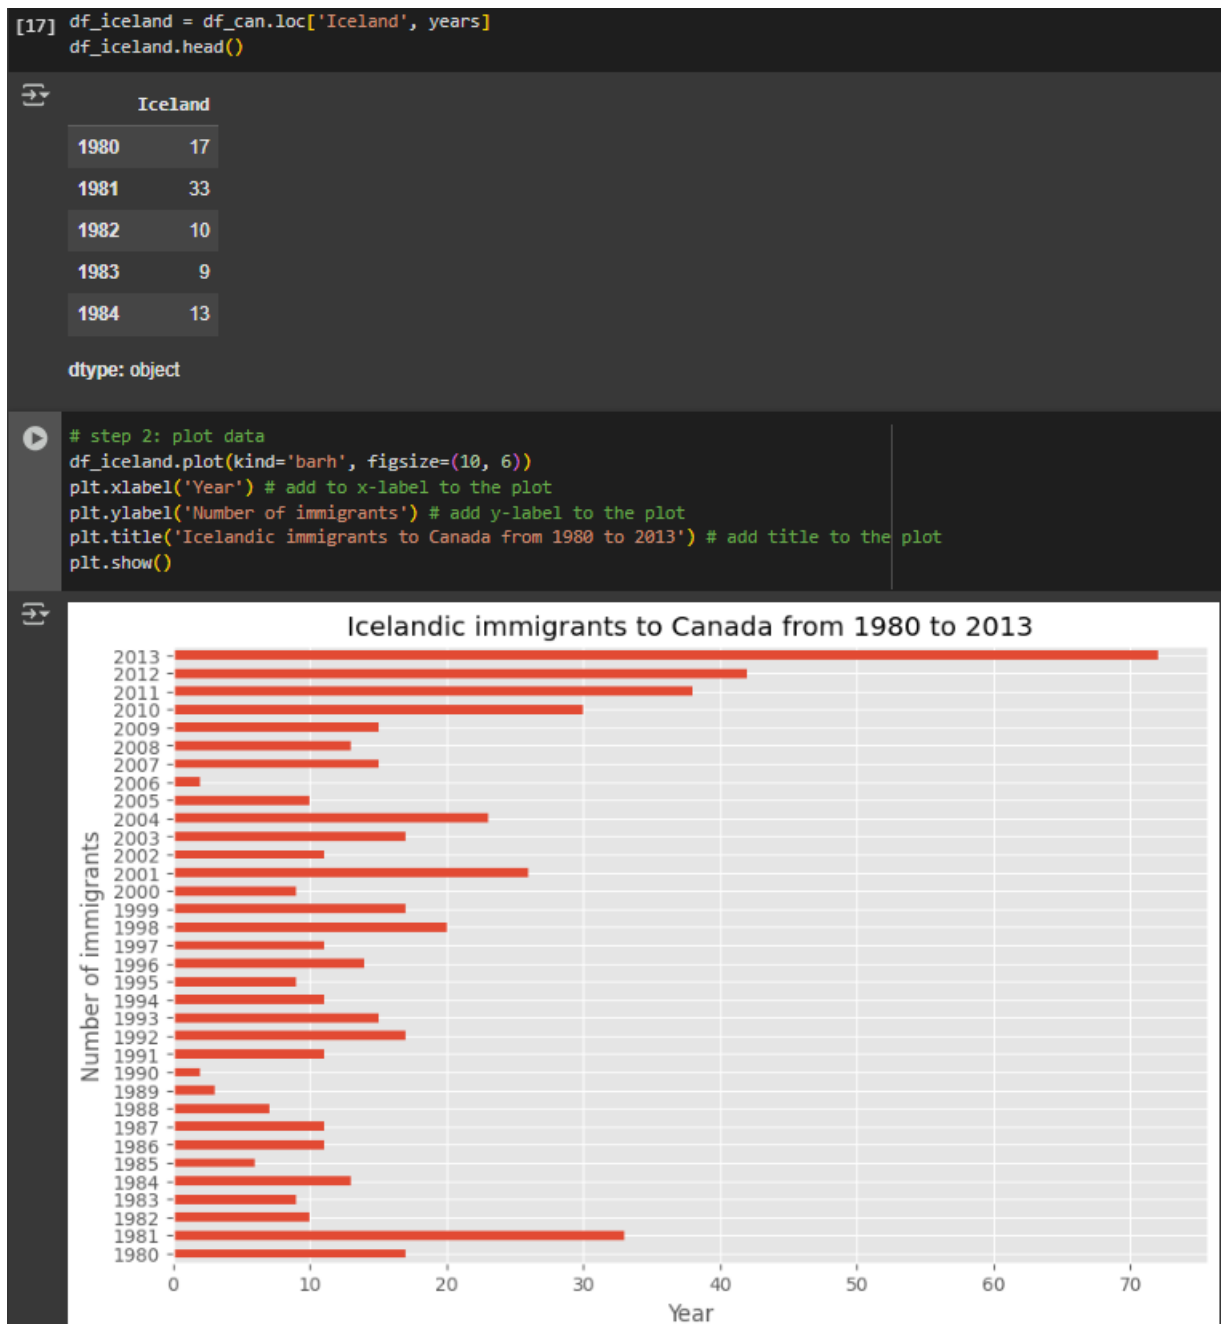 [17] df_iceland = df_can.loc['Iceland', years]
df_iceland.head()
Iceland
1980 17
1981 33
1982 10
1983 9
1984 13
dtype: object
# step 2: plot data
df_iceland.plot(kind='barh', figsize=(10, 6))
plt.xlabel('Year') # add to x-label to the plot
plt.ylabel('Number of immigrants') # add y-label to the plot
plt.title('Icelandic immigrants to Canada from 1980 to 2013') # add title to the plot
plt.show()
Icelandic immigrants to Canada from 1980 to 2013
Number of immigrants
2013
2012
2011
2010
2009
2008
2007
2006
2005
2004
2003
2002
2001
2000
1999
1998
1997
1996
1995
1994
1993
1992
1991
1990
1989
1988
1987
1986
1985
1984
1983
1982
1981
1980
0 10 20 30 40 50 60 70
Year